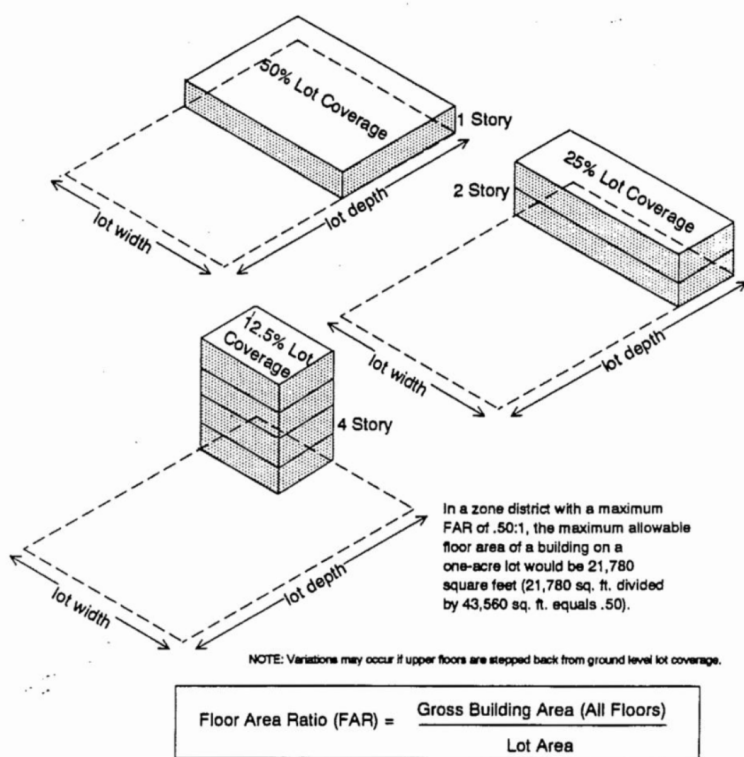 50% Lot Coverage
1 Story
lot width
lot depth
25% Lot Coverage
2 Story
lot width
lot depth
12.5% Lot
Coverage
4 Story
lot width
lot depth
In a zone district with a maximum
FAR of .50:1, the maximum allowable
floor area of a building on a
one-acre lot would be 21,780
square feet (21,780 sq. ft. divided
by 43,560 sq. ft. equals .50).
NOTE: Variations may occur if upper floors are stepped back from ground level lot coverage.
Floor Area Ratio (FAR) = Gross Building Area (All Floors)
Lot Area